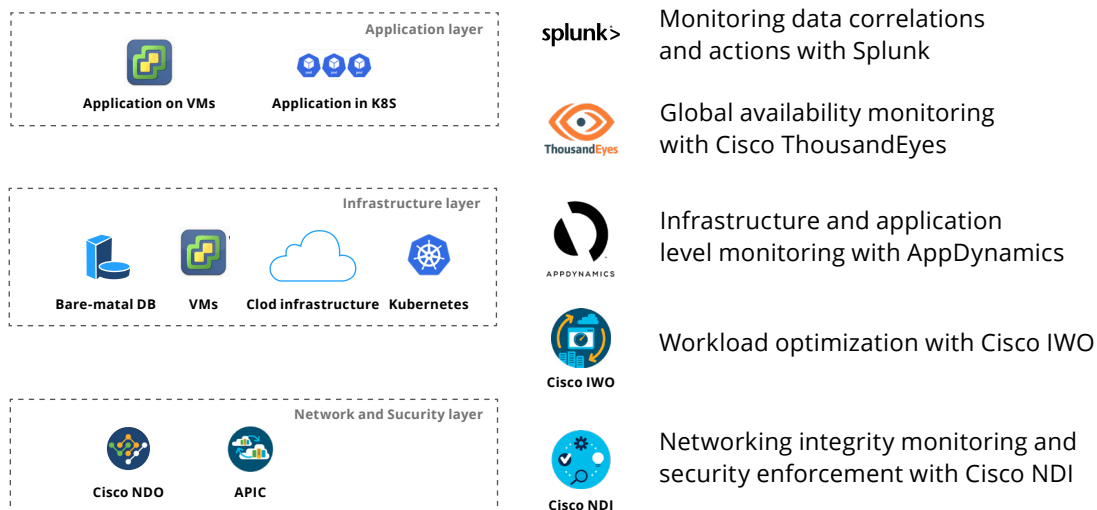 Application layer
Application on VMs
Application in K8S
Infrastructure layer
Bare-matal DB
VMs
Clod infrastructure
Kubernetes
Network and Sucurity layer
Cisco NDO
APIC
splunk>
Monitoring data correlations
and actions with Splunk
ThousandEyes
Global availability monitoring
with Cisco ThousandEyes
APPDYNAMICS
Infrastructure and application
level monitoring with AppDynamics
Cisco IWO
Workload optimization with Cisco IWO
Cisco NDI
Networking integrity monitoring and
security enforcement with Cisco NDI